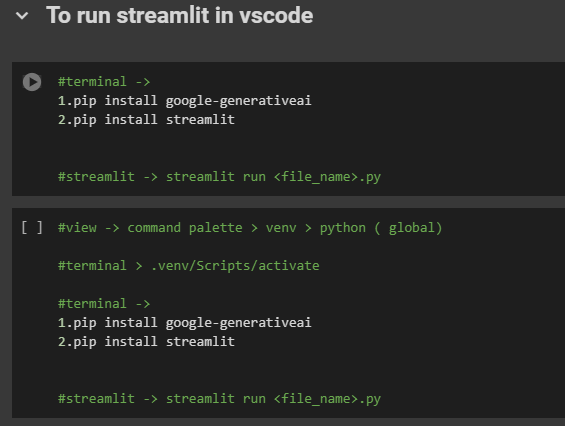 To run streamlit in vscode
#terminal ->
1.pip install google-generativeai
2.pip install streamlit
#streamlit -> streamlit run <file_name>.py
[ ] #view -> command palette > venv > python ( global)
#terminal > .venv/Scripts/activate
#terminal ->
1.pip install google-generativeai
2.pip install streamlit
#streamlit -> streamlit run <file_name>.py